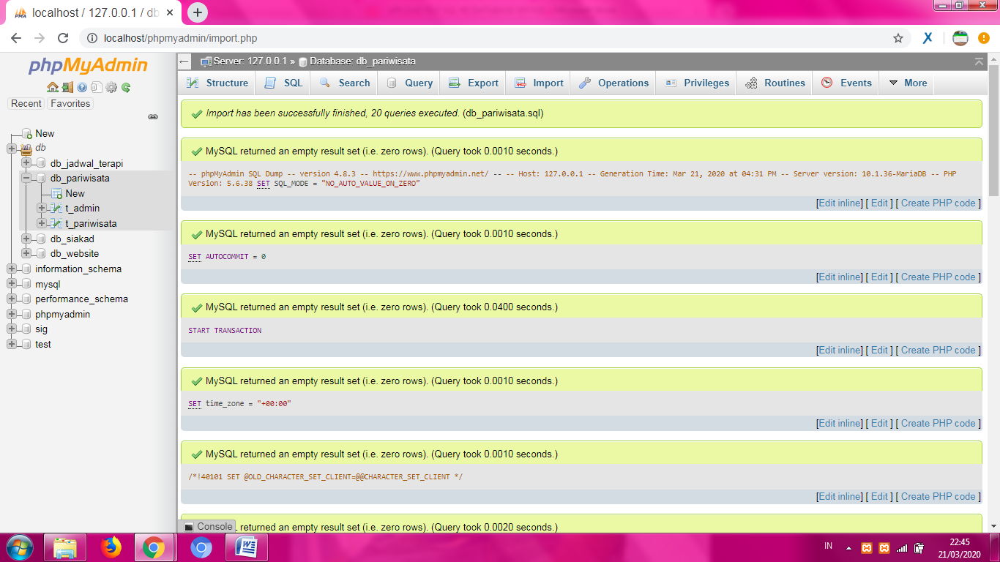 localhost / 127.0.0.1 / db
localhost/phpmyadmin/import.php
phpMyAdmin
Recent Favorites
New
db
db_jadwal_terapi
db_pariwisata
New
t_admin
t_pariwisata
db_siakad
db_website
information_schema
mysql
performance_schema
phpmyadmin
sig
test
Server: 127.0.0.1 » Database: db_pariwisata
Structure SQL Search Query Export Import Operations Privileges Routines Events More
Import has been successfully finished, 20 queries executed. (db_pariwisata.sql)
MySQL returned an empty result set (i.e. zero rows). (Query took 0.0010 seconds.)
-- phpMyAdmin SQL Dump -- version 4.8.3 -- https://www.phpmyadmin.net/ -- -- Host: 127.0.0.1 -- Generation Time: Mar 21, 2020 at 04:31 PM -- Server version: 10.1.36-MariaDB -- PHP
Version: 5.6.38 SET SQL_MODE = "NO_AUTO_VALUE_ON_ZERO"
[Edit inline] [ Edit ] [ Create PHP code ]
MySQL returned an empty result set (i.e. zero rows). (Query took 0.0010 seconds.)
SET AUTOCOMMIT = 0
[Edit inline] [ Edit ] [ Create PHP code ]
MySQL returned an empty result set (i.e. zero rows). (Query took 0.0400 seconds.)
START TRANSACTION
[Edit inline] [ Edit ] [ Create PHP code ]
MySQL returned an empty result set (i.e. zero rows). (Query took 0.0010 seconds.)
SET time_zone = "+00:00"
[Edit inline] [ Edit ] [ Create PHP code ]
MySQL returned an empty result set (i.e. zero rows). (Query took 0.0010 seconds.)
/*!40101 SET @OLD_CHARACTER_SET_CLIENT=@@CHARACTER_SET_CLIENT */
[Edit inline] [ Edit ] [ Create PHP code ]
Console
returned an empty result set (i.e. zero rows). (Query took 0.0020 seconds.)
IN
22:45
21/03/2020